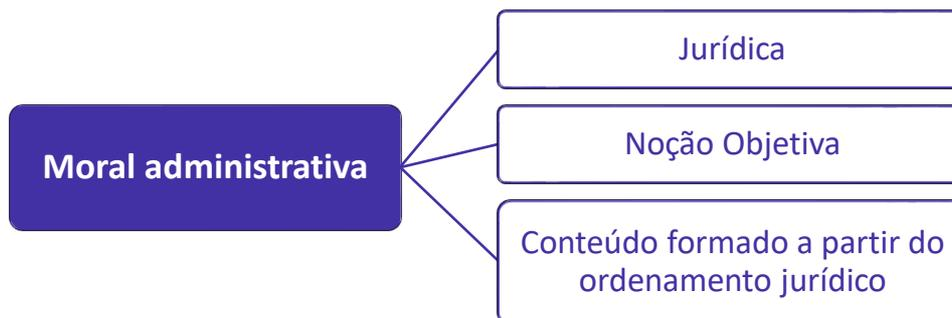 Moral administrativa
Jurídica
Noção Objetiva
Conteúdo formado a partir do
ordenamento jurídico